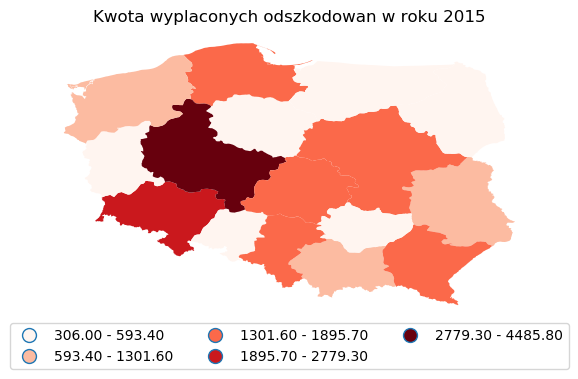 Kwota wyplaconych odszkodowan w roku 2015
306.00 - 593.40 1301.60 - 1895.70 2779.30 - 4485.80
593.40 - 1301.60 1895.70 - 2779.30